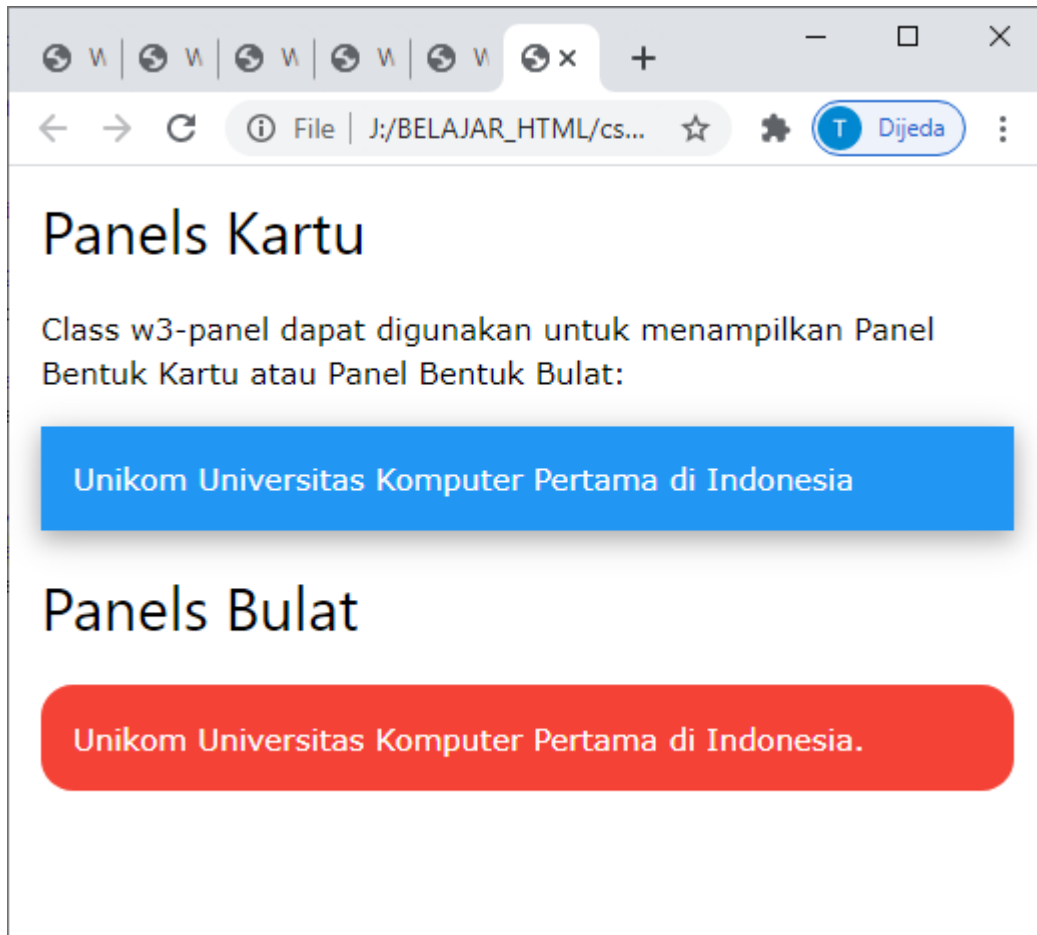 File J:/BELAJAR_HTML/cs... T Dijeda
Panels Kartu
Class w3-panel dapat digunakan untuk menampilkan Panel
Bentuk Kartu atau Panel Bentuk Bulat:
Unikom Universitas Komputer Pertama di Indonesia
Panels Bulat
Unikom Universitas Komputer Pertama di Indonesia.